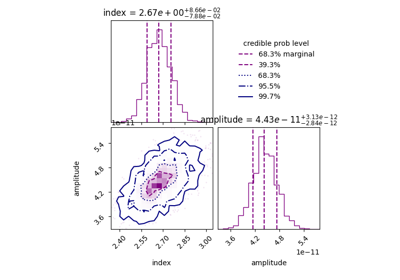 index = 2.67e+00+8.66e−02 −7.88e−02
credible prob level
68.3% marginal
39.3%
68.3%
95.5%
99.7%
1e−11
amplitude = 4.43e−11+3.13e−12 −2.84e−12
amplitude
5.4
4.8
4.2
3.6
2.40 2.55 2.70 2.85 3.00
index
3.6 4.2 4.8 5.4
1e−11
amplitude